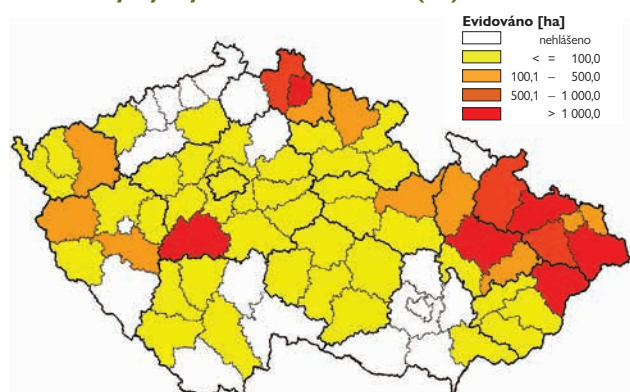 Evidováno [ha]
nehlášeno
< = 100,0
100,1 – 500,0
500,1 – 1 000,0
> 1 000,0